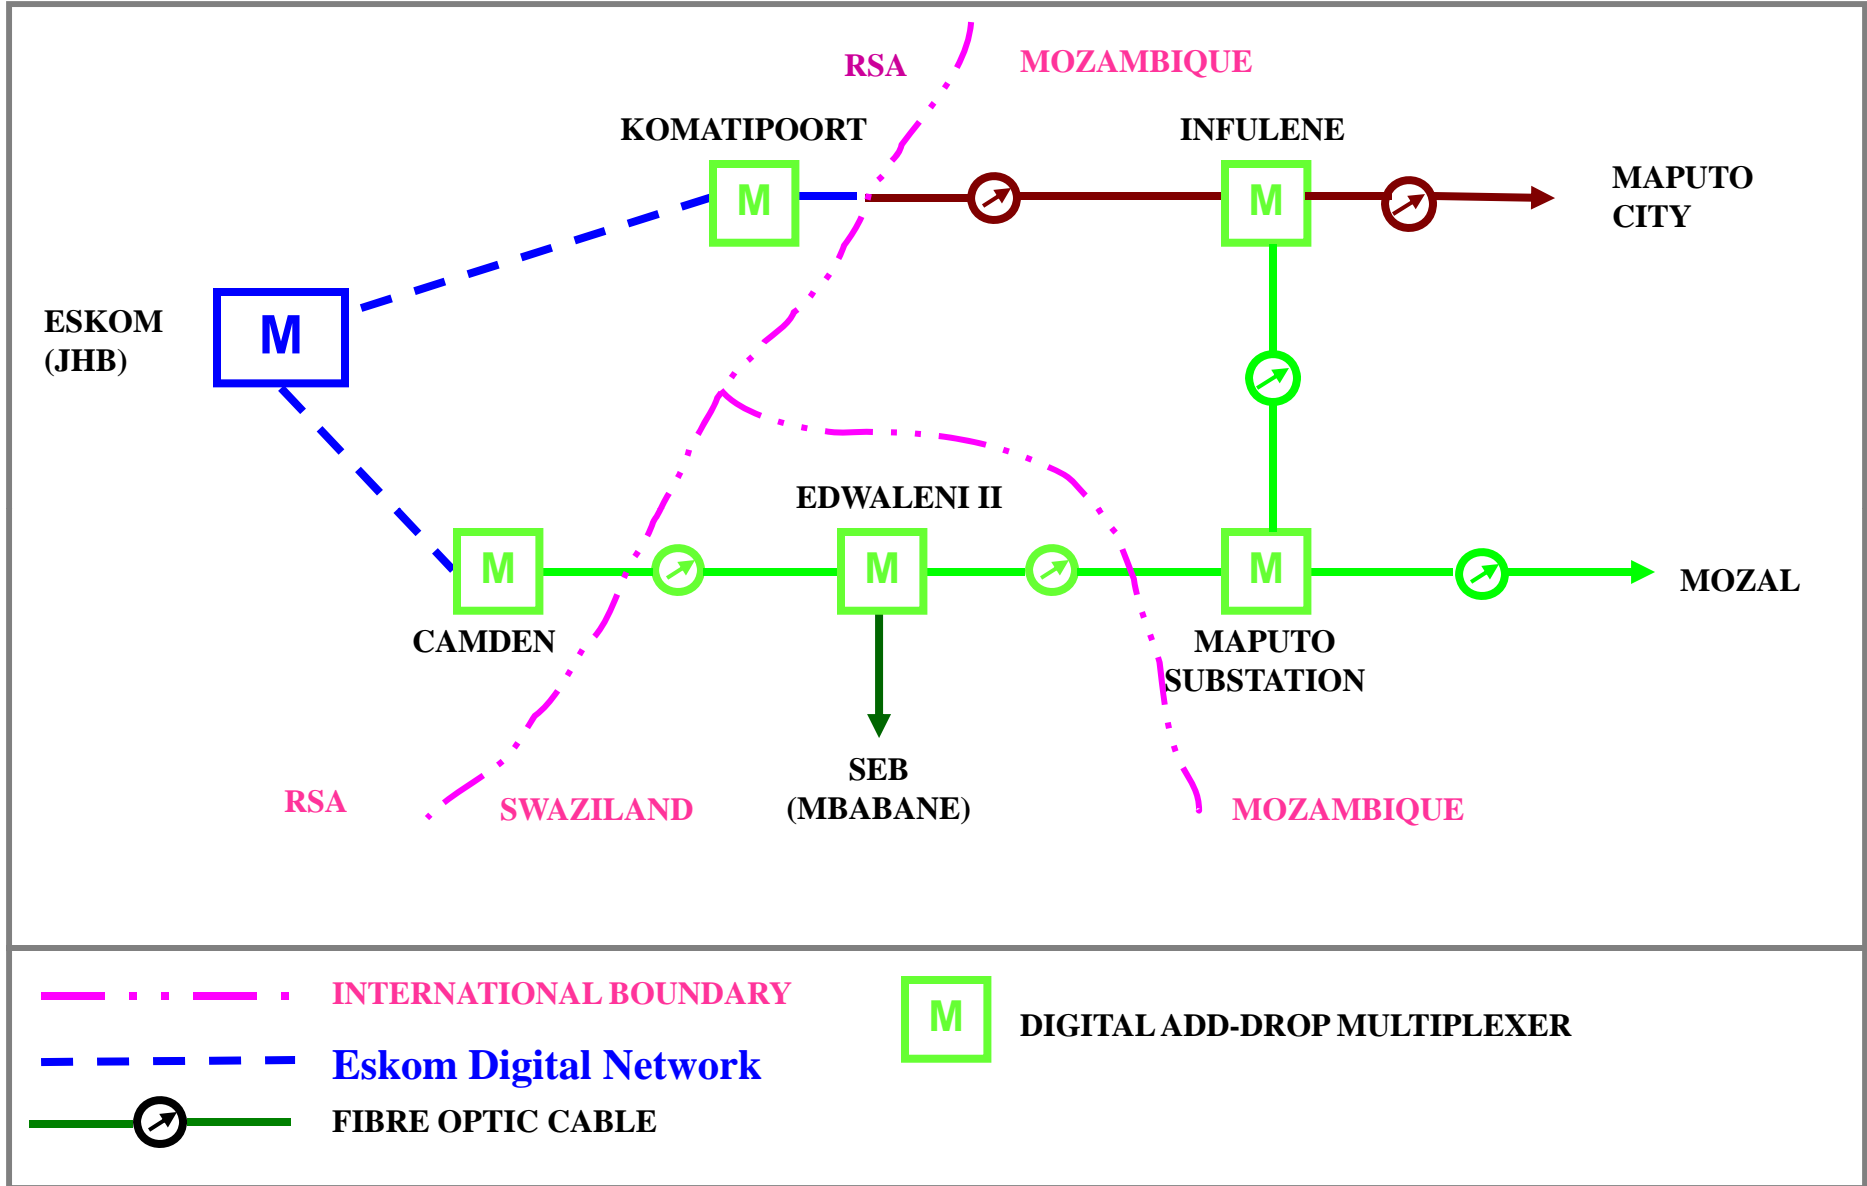 RSA
MOZAMBIQUE
KOMATIPOORT
INFULENE
M
M
MAPUTO
CITY
ESKOM
(JHB)
M
EDWALENI II
M
M
M
MOZAL
CAMDEN
MAPUTO
SUBSTATION
SEB
(MBABANE)
RSA
SWAZILAND
MOZAMBIQUE
INTERNATIONAL BOUNDARY
M
DIGITAL ADD-DROP MULTIPLEXER
Eskom Digital Network
FIBRE OPTIC CABLE